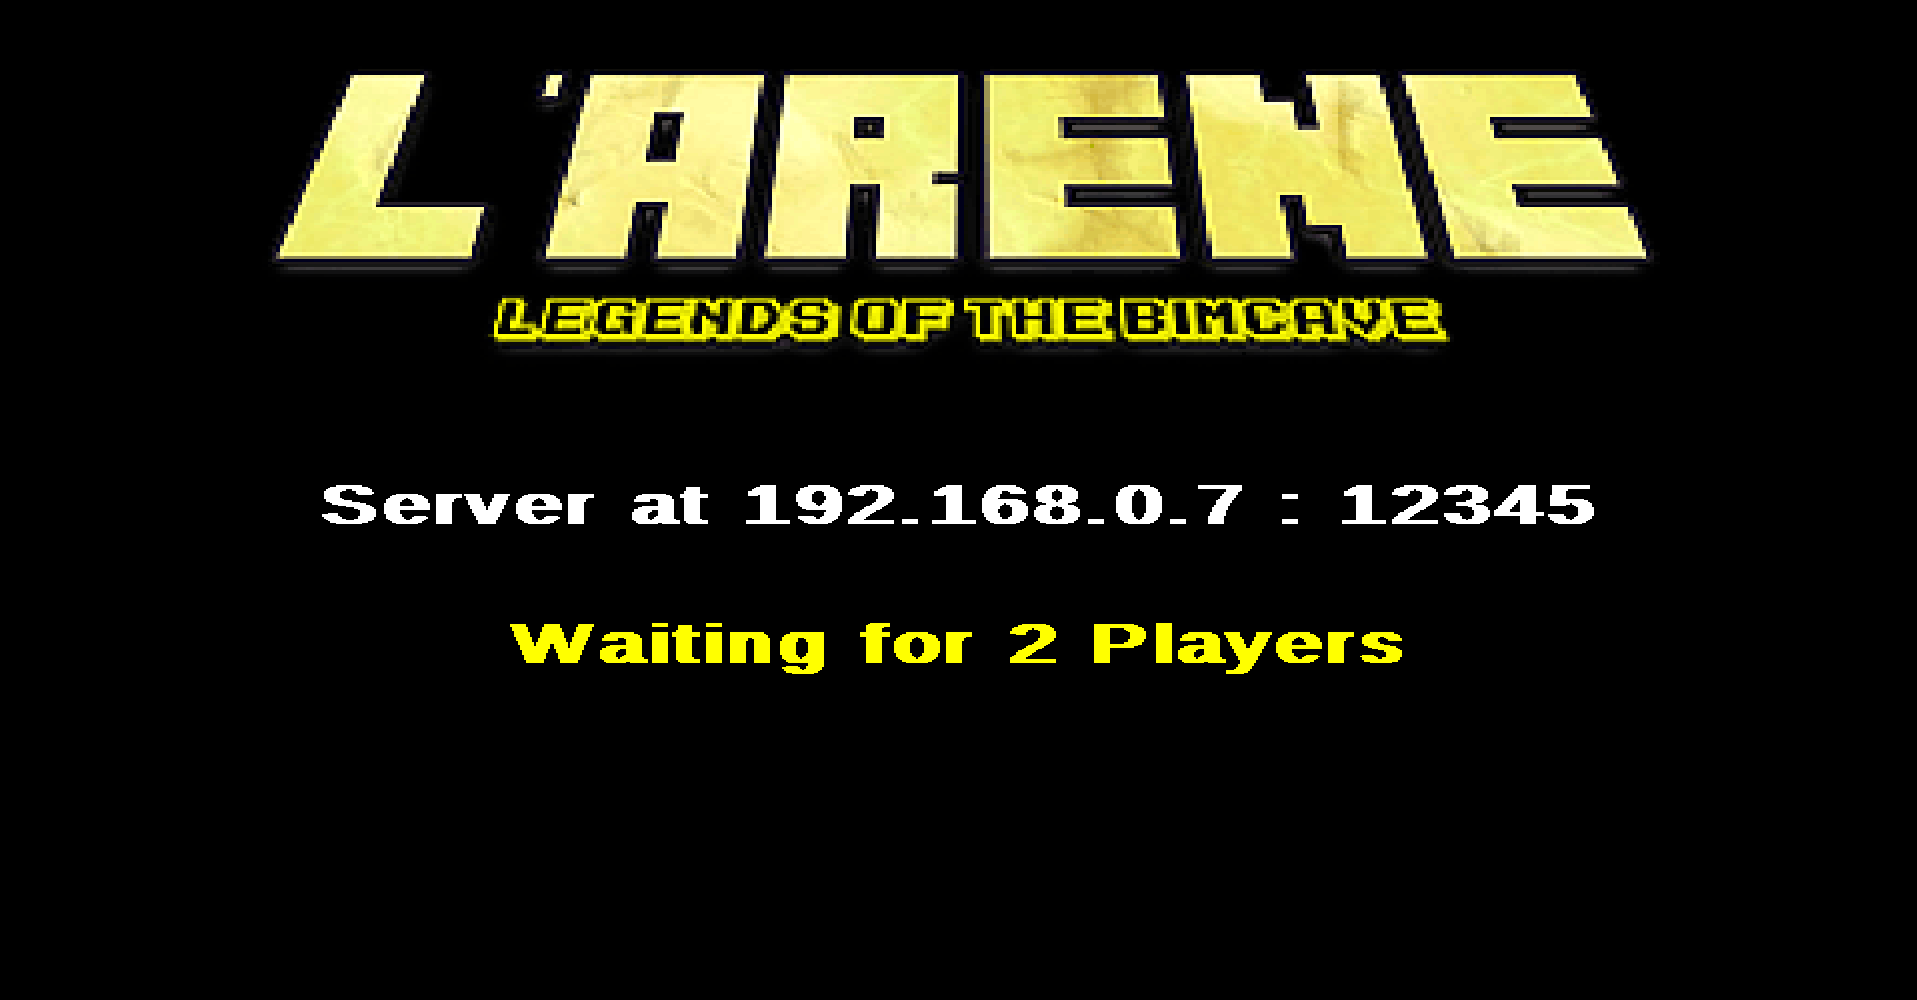 L'ARENE
LEGENDS OF THE BIMCAVE
Server at 192.168.0.7 : 12345
Waiting for 2 Players